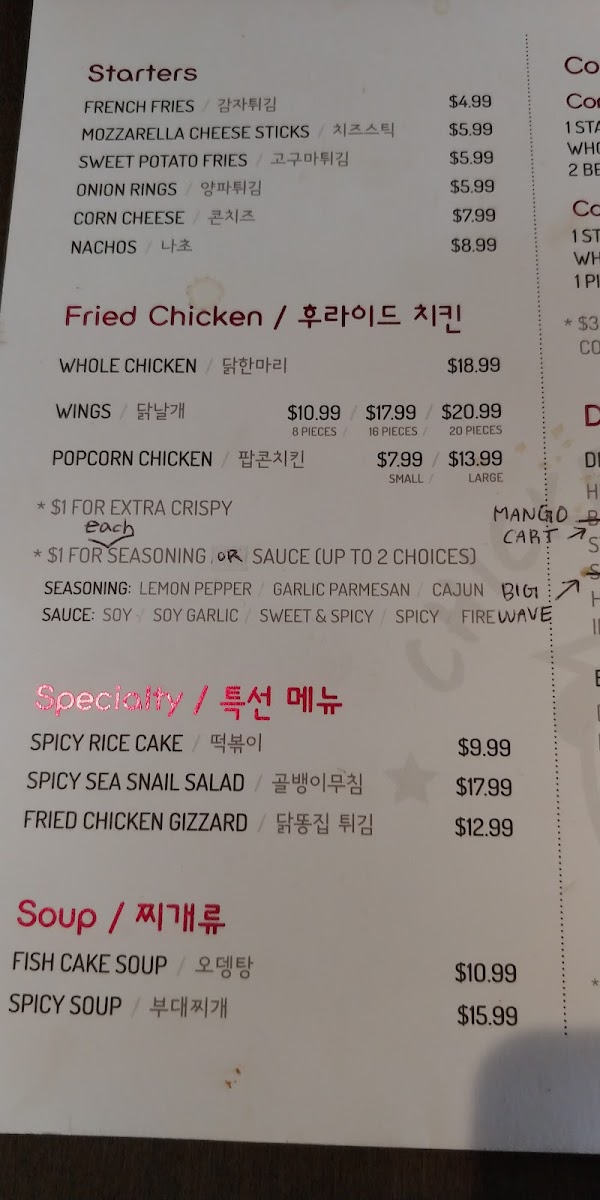 Starters
FRENCH FRIES / 감자튀김 $4.99
MOZZARELLA CHEESE STICKS / 치즈스틱 $5.99
SWEET POTATO FRIES / 고구마튀김 $5.99
ONION RINGS / 양파튀김 $5.99
CORN CHEESE / 콘치즈 $7.99
NACHOS / 나초 $8.99
Fried Chicken / 후라이드 치킨
WHOLE CHICKEN / 닭한마리 $18.99
WINGS / 닭날개 $10.99 / $17.99 / $20.99
8 PIECES / 16 PIECES / 20 PIECES
POPCORN CHICKEN / 팝콘치킨 $7.99 / $13.99
SMALL / LARGE
* $1 FOR EXTRA CRISPY
each
* $1 FOR SEASONING OR SAUCE (UP TO 2 CHOICES)
SEASONING: LEMON PEPPER / GARLIC PARMESAN / CAJUN
SAUCE: SOY / SOY GARLIC / SWEET & SPICY / SPICY / FIRE
MANGO
CART
BIG
WAVE
Specialty / 특선 메뉴
SPICY RICE CAKE / 떡볶이 $9.99
SPICY SEA SNAIL SALAD / 골뱅이무침 $17.99
FRIED CHICKEN GIZZARD / 닭똥집 튀김 $12.99
Soup / 찌개류
FISH CAKE SOUP / 오뎅탕 $10.99
SPICY SOUP / 부대찌개 $15.99
2 BE
* $3